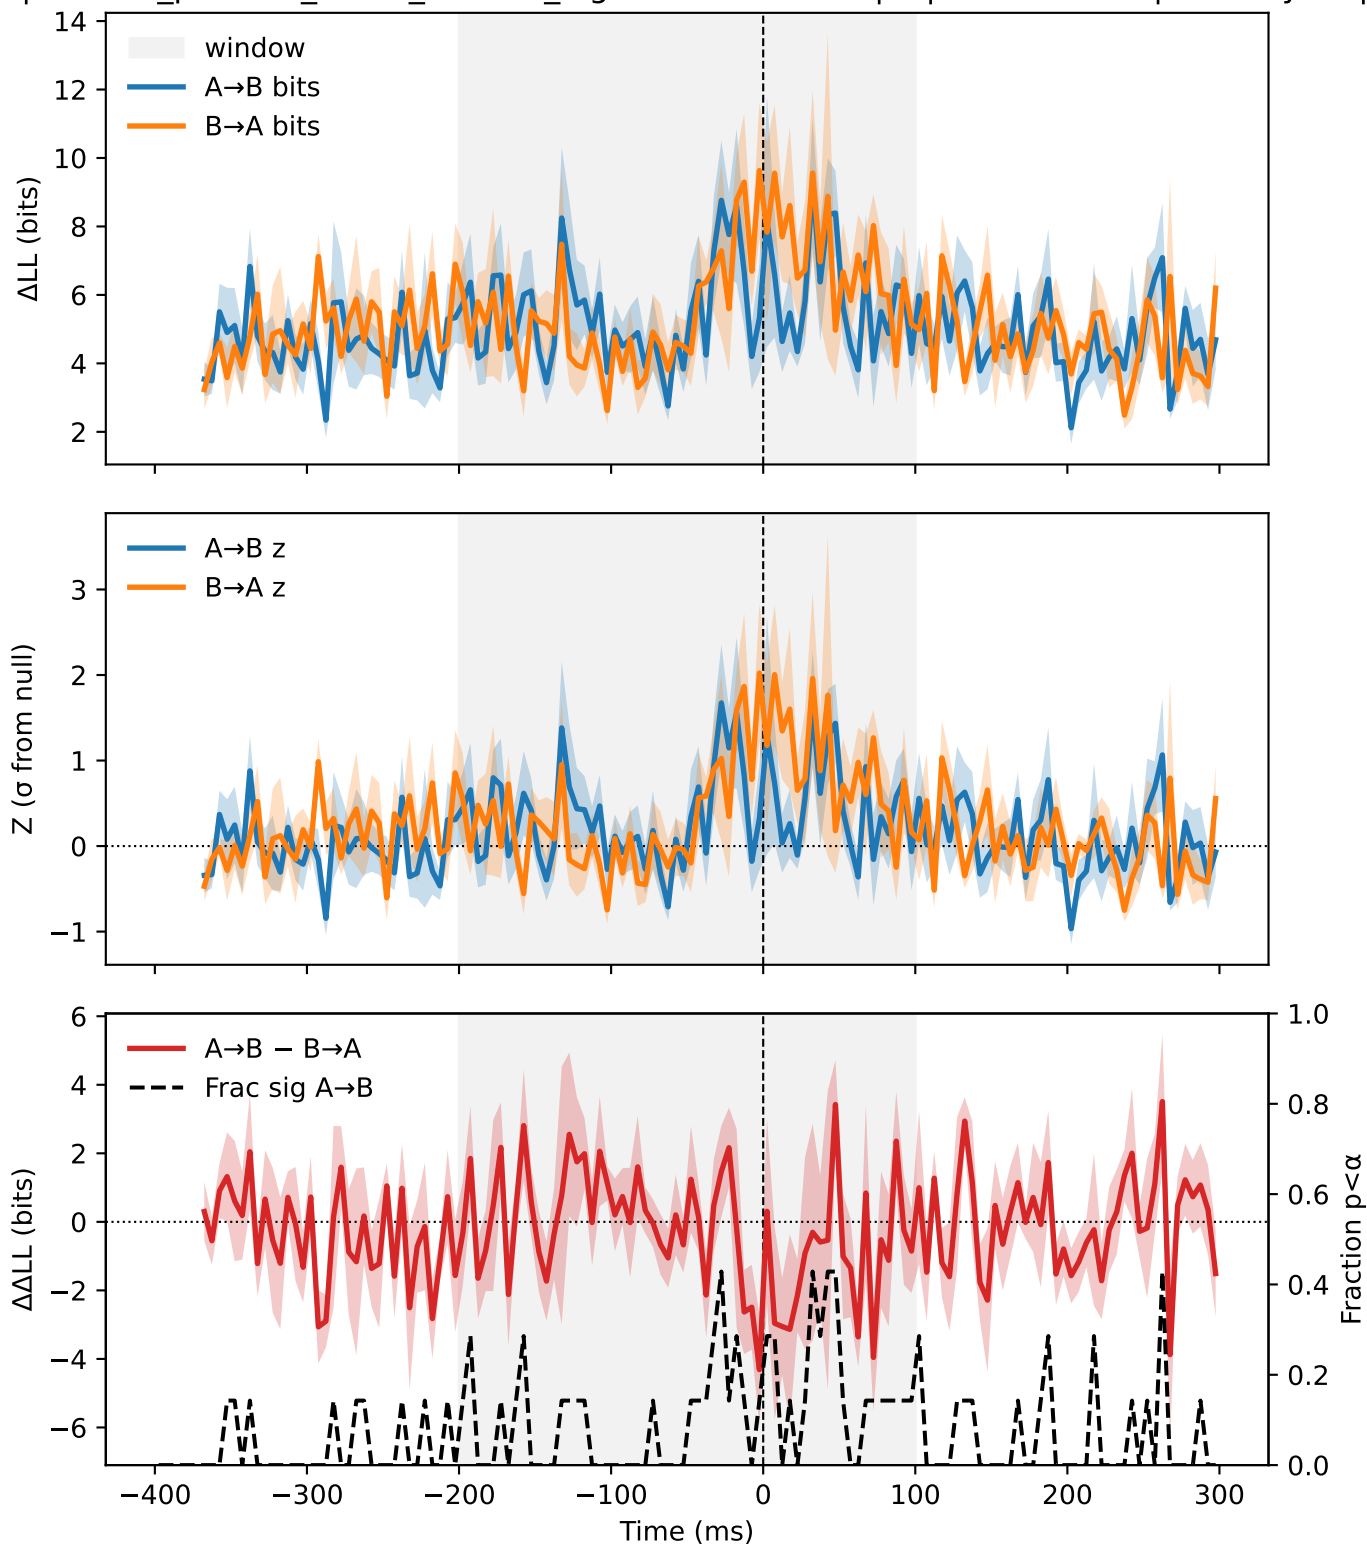 14
12
10
8
6
4
2
ΔLL (bits)
window
A→B bits
B→A bits
3
2
1
0
−1
Z (σ from null)
A→B z
B→A z
6
4
2
0
−2
−4
−6
ΔΔLL (bits)
A→B − B→A
Frac sig A→B
1.0
0.8
0.6
0.4
0.2
0.0
Fraction p<α
−400 −300 −200 −100 0 100 200 300
Time (ms)